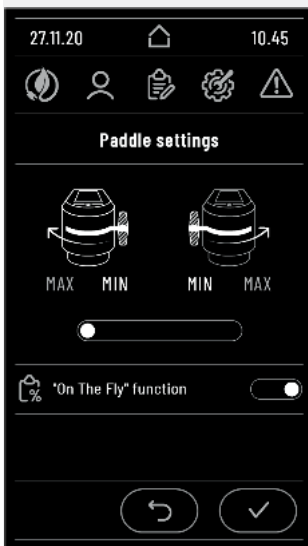 27.11.20 10.45
Paddle settings
MAX MIN MIN MAX
% "On The Fly" function